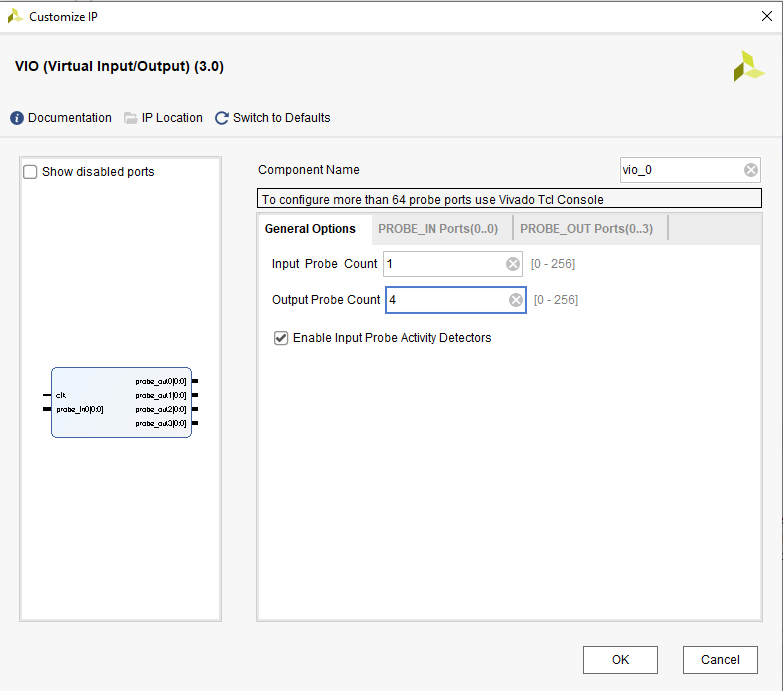 Customize IP
VIO (Virtual Input/Output) (3.0)
Documentation IP Location Switch to Defaults
Show disabled ports
clk
probe_in0[0:0]
probe_out0[0:0]
probe_out1[0:0]
probe_out2[0:0]
probe_out3[0:0]
Component Name vio_0
To configure more than 64 probe ports use Vivado Tcl Console
General Options PROBE_IN Ports(0..0) PROBE_OUT Ports(0..3)
Input Probe Count 1 [0 - 256]
Output Probe Count 4 [0 - 256]
Enable Input Probe Activity Detectors
OK Cancel